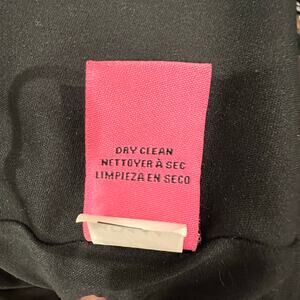 DRY CLEAN
NETTOYER À SEC
LIMPIEZA EN SECO